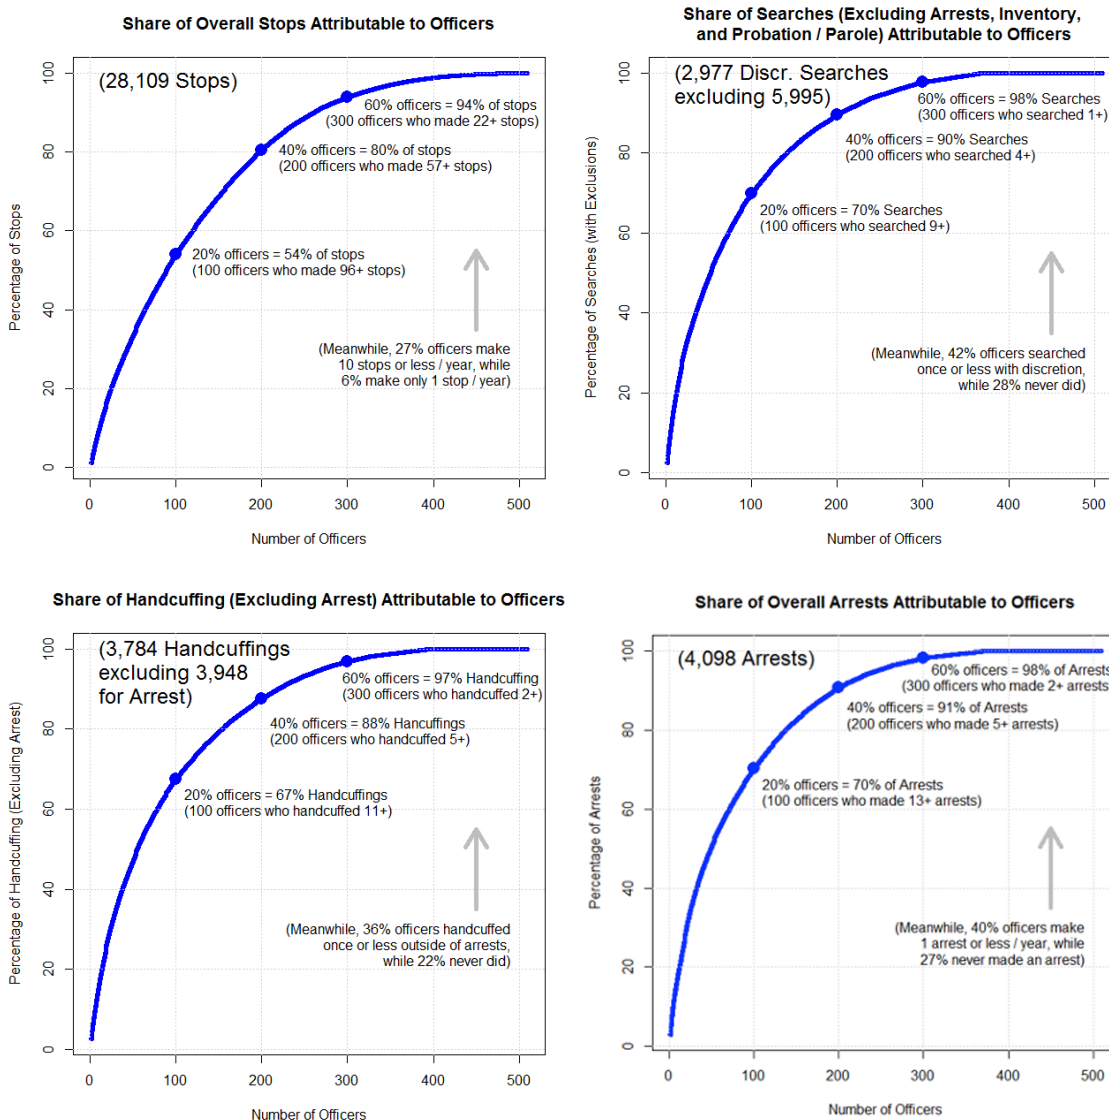 Share of Overall Stops Attributable to Officers
(28,109 Stops)
60% officers = 94% of stops
(300 officers who made 22+ stops)
40% officers = 80% of stops
(200 officers who made 57+ stops)
20% officers = 54% of stops
(100 officers who made 96+ stops)
(Meanwhile, 27% officers make
10 stops or less / year, while
6% make only 1 stop / year)
Percentage of Stops
0
20
40
60
80
100
0
100
200
300
400
500
Number of Officers
Share of Searches (Excluding Arrests, Inventory,
and Probation / Parole) Attributable to Officers
(2,977 Discr. Searches
excluding 5,995)
60% officers = 98% Searches
(300 officers who searched 1+)
40% officers = 90% Searches
(200 officers who searched 4+)
20% officers = 70% Searches
(100 officers who searched 9+)
(Meanwhile, 42% officers searched
once or less with discretion,
while 28% never did)
Percentage of Searches (with Exclusions)
0
20
40
60
80
100
0
100
200
300
400
500
Number of Officers
Share of Handcuffing (Excluding Arrest) Attributable to Officers
(3,784 Handcuffings
excluding 3,948
for Arrest)
60% officers = 97% Handcuffing
(300 officers who handcuffed 2+)
40% officers = 88% Hancuffings
(200 officers who handcuffed 5+)
20% officers = 67% Handcuffings
(100 officers who handcuffed 11+)
(Meanwhile, 36% officers handcuffed
once or less outside of arrests,
while 22% never did)
Percentage of Handcuffing (Excluding Arrest)
0
20
40
60
80
100
0
100
200
300
400
500
Number of Officers
Share of Overall Arrests Attributable to Officers
(4,098 Arrests)
60% officers = 98% of Arrests
(300 officers who made 2+ arrests
40% officers = 91% of Arrests
(200 officers who made 5+ arrests)
20% officers = 70% of Arrests
(100 officers who made 13+ arrests)
(Meanwhile, 40% officers make
1 arrest or less / year, while
27% never made an arrest)
Percentage of Arrests
0
20
40
60
80
100
0
100
200
300
400
500
Number of Officers